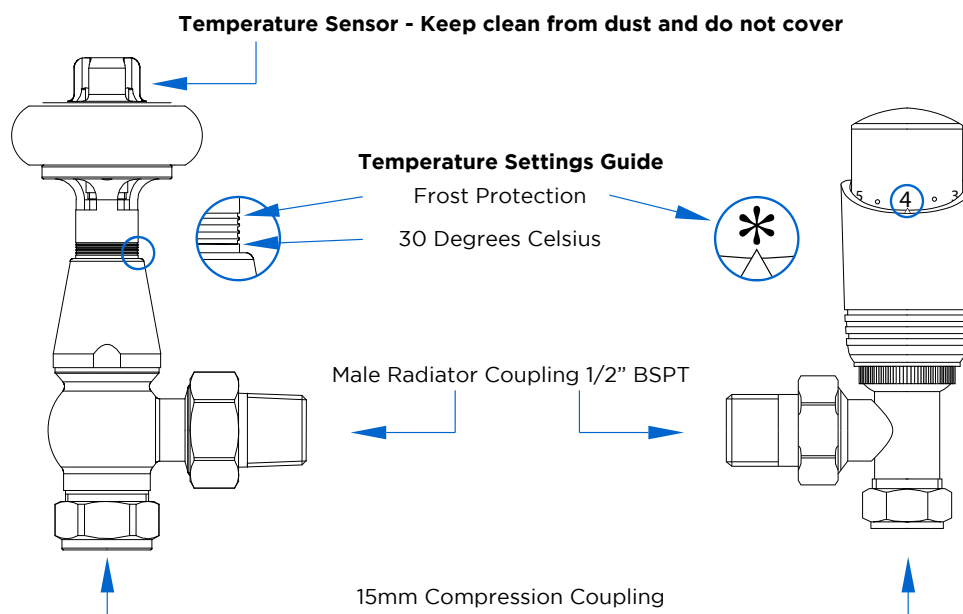 Temperature Sensor - Keep clean from dust and do not cover
Temperature Settings Guide
Frost Protection
30 Degrees Celsius
*
5 4 3
Male Radiator Coupling 1/2” BSPT
15mm Compression Coupling